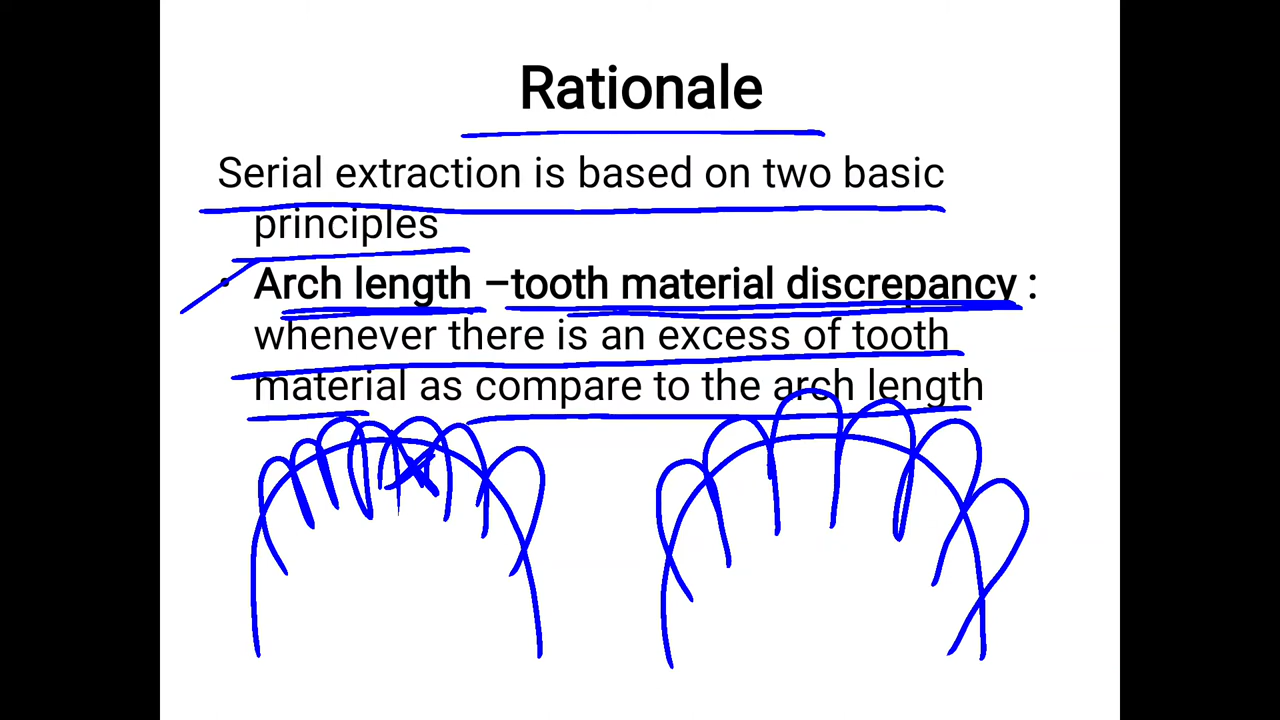 Rationale
Serial extraction is based on two basic
principles
• Arch length –tooth material discrepancy :
whenever there is an excess of tooth
material as compare to the arch length